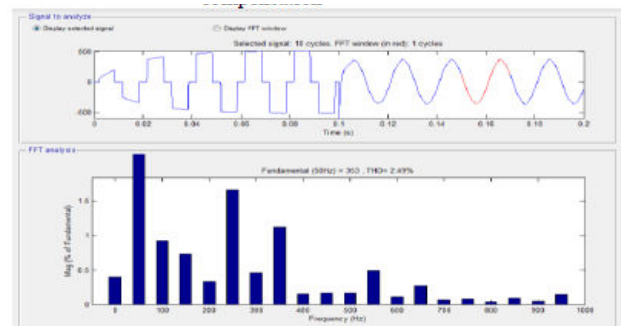 Signal to analyze
Display selected signal
Display FFT window
Selected signal: 10 cycles. FFT window (in red): 1 cycles
500
0
-500
0 0.02 0.04 0.06 0.08 0.1 0.12 0.14 0.16 0.18 0.2
Time (s)
FFT analysis
Fundamental (50Hz) = 353 , THD= 2.49%
1.5
1
0.5
0
Mag (% of Fundamental)
0 100 200 300 400 500 600 700 800 900 1000
Frequency (Hz)